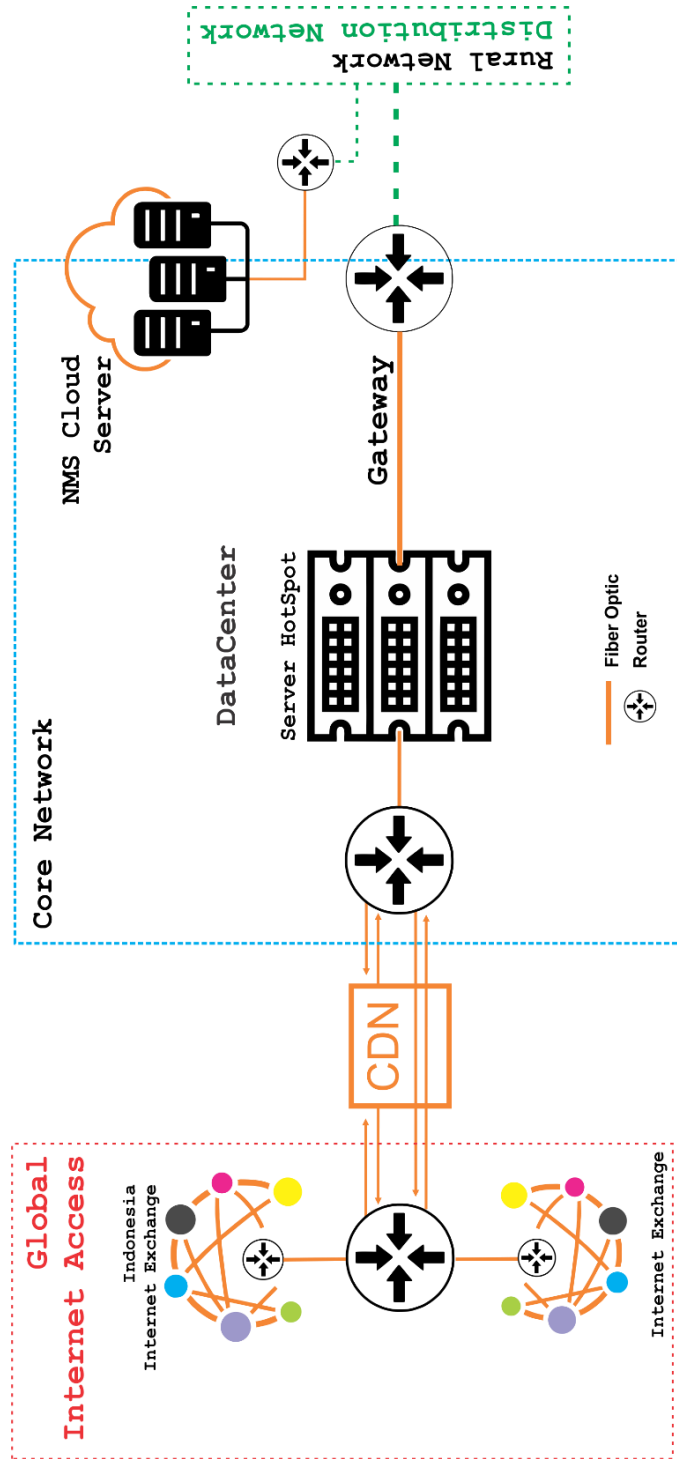 Global
Internet Access
Indonesia
Internet Exchange
Internet Exchange
CDN
Core Network
DataCenter
Server HotSpot
Gateway
NMS Cloud
Server
Fiber Optic
Router
Rural Network
Distribution Network